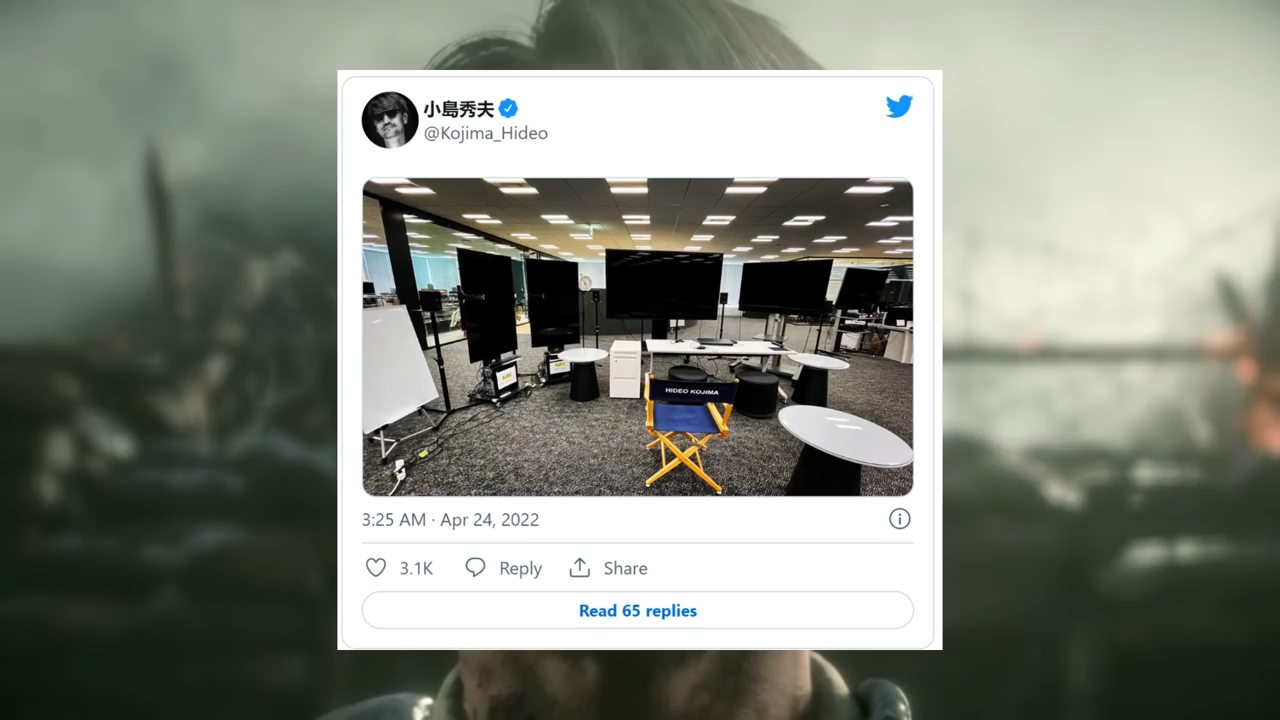 小島秀夫
@Kojima_Hideo
HIDEO KOJIMA
3:25 AM · Apr 24, 2022
3.1K Reply Share
Read 65 replies